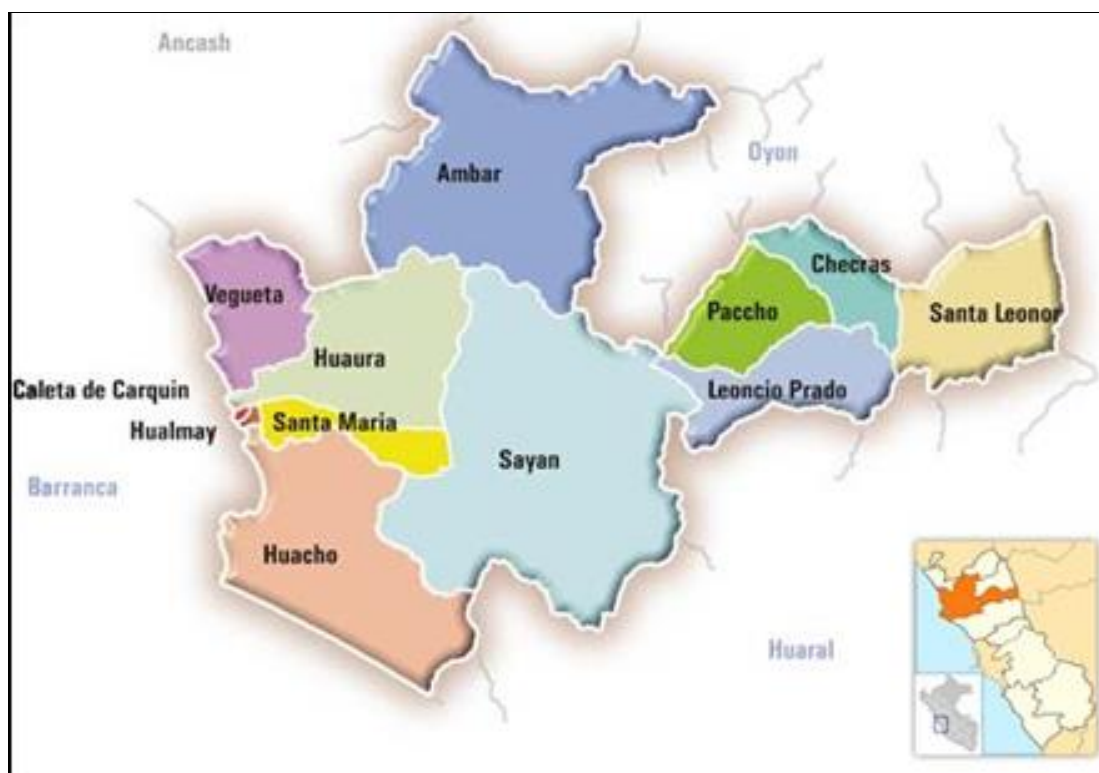 Ancash
Ambar
Oyon
Checras
Vegueta
Paccho
Santa Leonor
Huaura
Leoncio Prado
Caleta de Carquin
Santa Maria
Hualmay
Sayan
Barranca
Huacho
Huaral